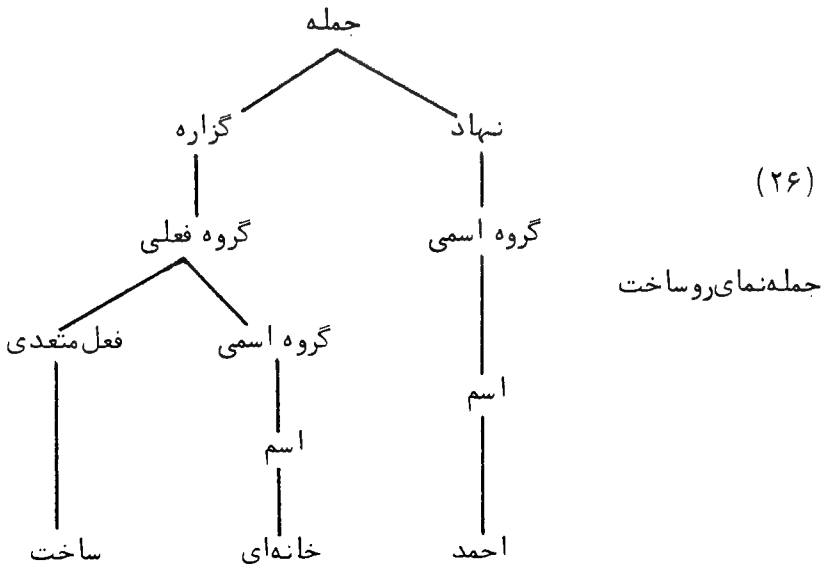 جمله
نهاد گزاره
(۲۶)
گروه اسمی گروه فعلی
جمله‌نمای‌روساخت
گروه اسمی فعل‌متعدی
اسم
اسم
احمد خانه‌ای ساخت